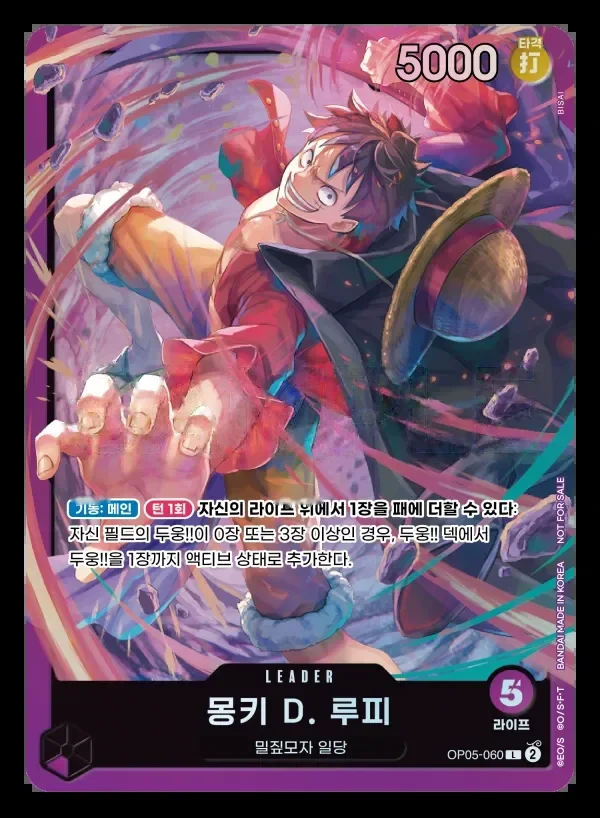 5000
타격
打
BISAI
기동: 메인 턴 1회 자신의 라이프 위에서 1장을 패에 더할 수 있다:
자신 필드의 두웅!!이 0장 또는 3장 이상인 경우, 두웅!! 덱에서
두웅!!을 1장까지 액티브 상태로 추가한다.
LEADER
몽키 D. 루피
밀짚모자 일당
5
라이프
OP05-060 L 2
©EO/S ©O/S·F·T BANDAI MADE IN KOREA NOT FOR SALE